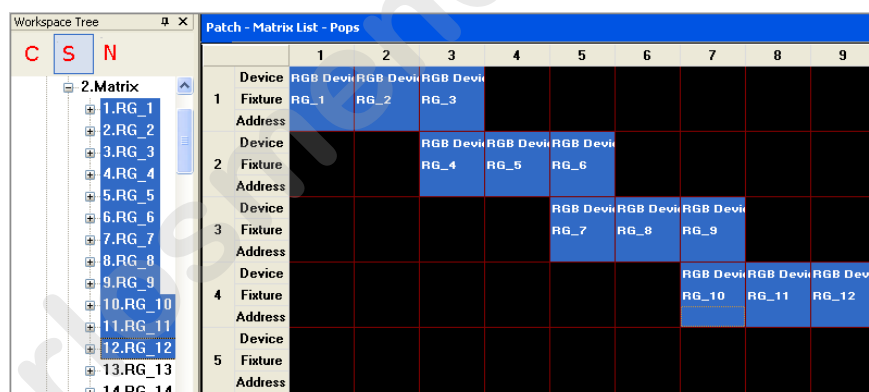 Workspace Tree
C S N
2.Matrix
1.RG_1
2.RG_2
3.RG_3
4.RG_4
5.RG_5
6.RG_6
7.RG_7
8.RG_8
9.RG_9
10.RG_10
11.RG_11
12.RG_12
13.RG_13
14.RG_14
Patch - Matrix List - Pops
1 2 3 4 5 6 7 8 9
Device RGB Devi RGB Devi RGB Devi
1 Fixture RG_1 RG_2 RG_3
Address
Device RGB Devi RGB Devi RGB Devi
2 Fixture RG_4 RG_5 RG_6
Address
Device RGB Devi RGB Devi RGB Devi
3 Fixture RG_7 RG_8 RG_9
Address
Device RGB Devi RGB Devi RGB Dev
4 Fixture RG_10 RG_11 RG_12
Address
Device
5 Fixture
Address